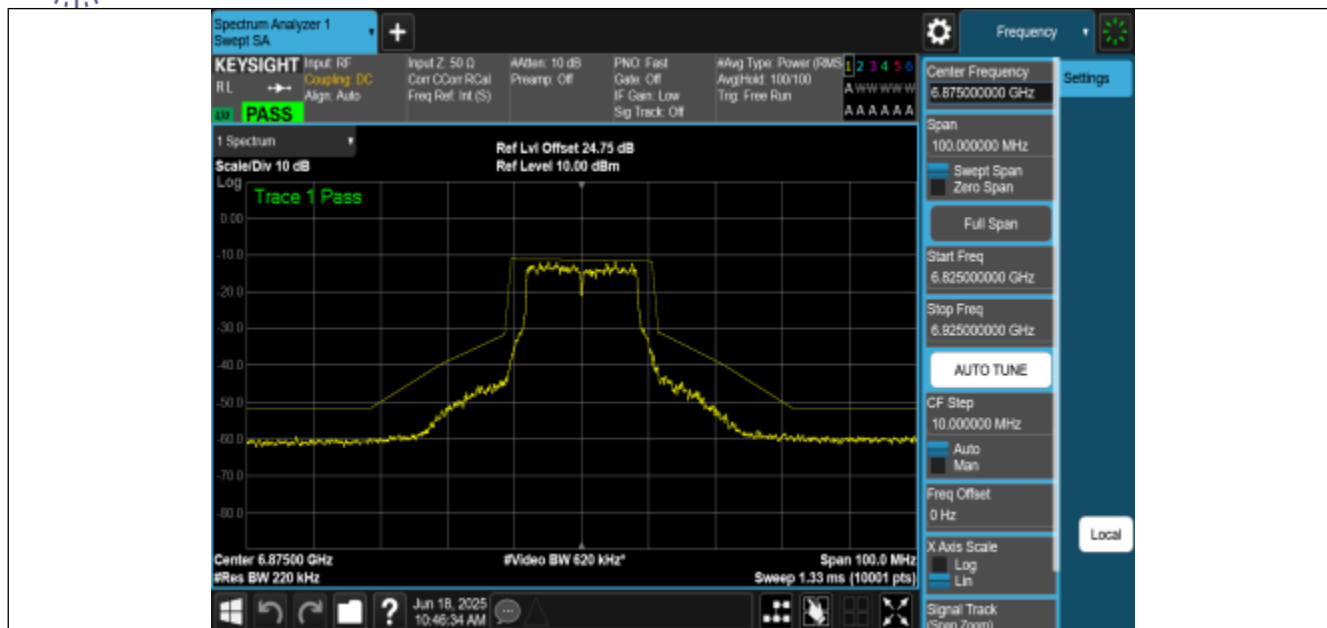 Spectrum Analyzer 1
Swept SA
+
Frequency
KEYSIGHT
RL
LXI
PASS
Input: RF
Coupling: DC
Align: Auto
Input Z: 50 Ω
Corr CCorr RCal
Freq Ref: Int (S)
#Atten: 10 dB
Preamp: Off
PNO: Fast
Gate: Off
IF Gain: Low
Sig Track: Off
#Avg Type: Power (RMS
Avg|Hold: 100/100
Trig: Free Run
1 2 3 4 5 6
A W W W W W
A A A A A A
1 Spectrum
Scale/Div 10 dB
Ref Lvl Offset 24.75 dB
Ref Level 10.00 dBm
Log
Trace 1 Pass
0.00
-10.0
-20.0
-30.0
-40.0
-50.0
-60.0
-70.0
-80.0
Center 6.87500 GHz
#Res BW 220 kHz
#Video BW 620 kHz*
Span 100.0 MHz
Sweep 1.33 ms (10001 pts)
Center Frequency
6.875000000 GHz
Span
100.000000 MHz
Swept Span
Zero Span
Full Span
Start Freq
6.825000000 GHz
Stop Freq
6.925000000 GHz
AUTO TUNE
CF Step
10.000000 MHz
Auto
Man
Freq Offset
0 Hz
X Axis Scale
Log
Lin
Signal Track
(Span Zoom)
Settings
Local
?
Jun 18, 2025
10:46:34 AM